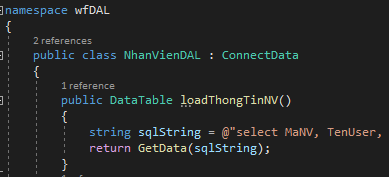 namespace wfDAL
{
2 references
public class NhanVienDAL : ConnectData
{
1 reference
public DataTable loadThongTinNV()
{
string sqlString = @"select MaNV, TenUser,
return GetData(sqlString);
}